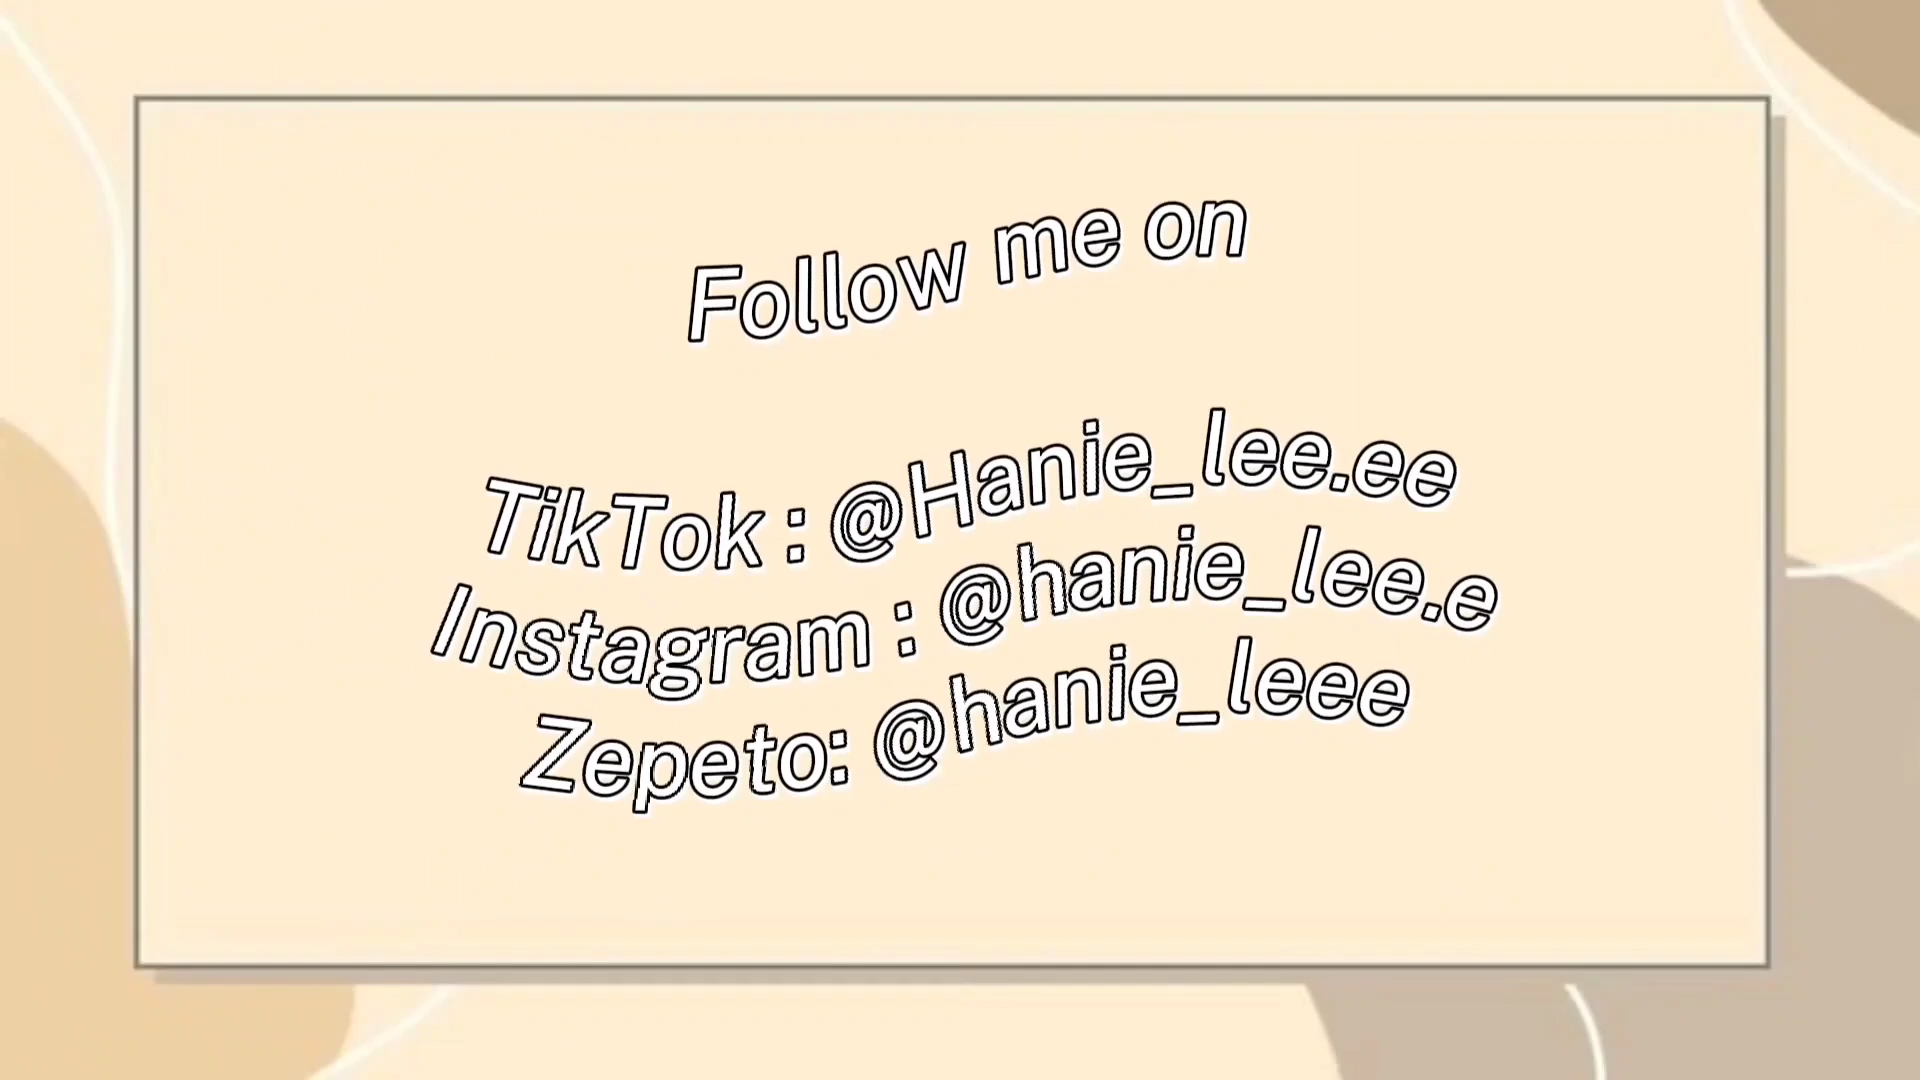 Follow me on
TikTok : @Hanie_lee.ee
Instagram : @hanie_lee.e
Zepeto: @hanie_leee